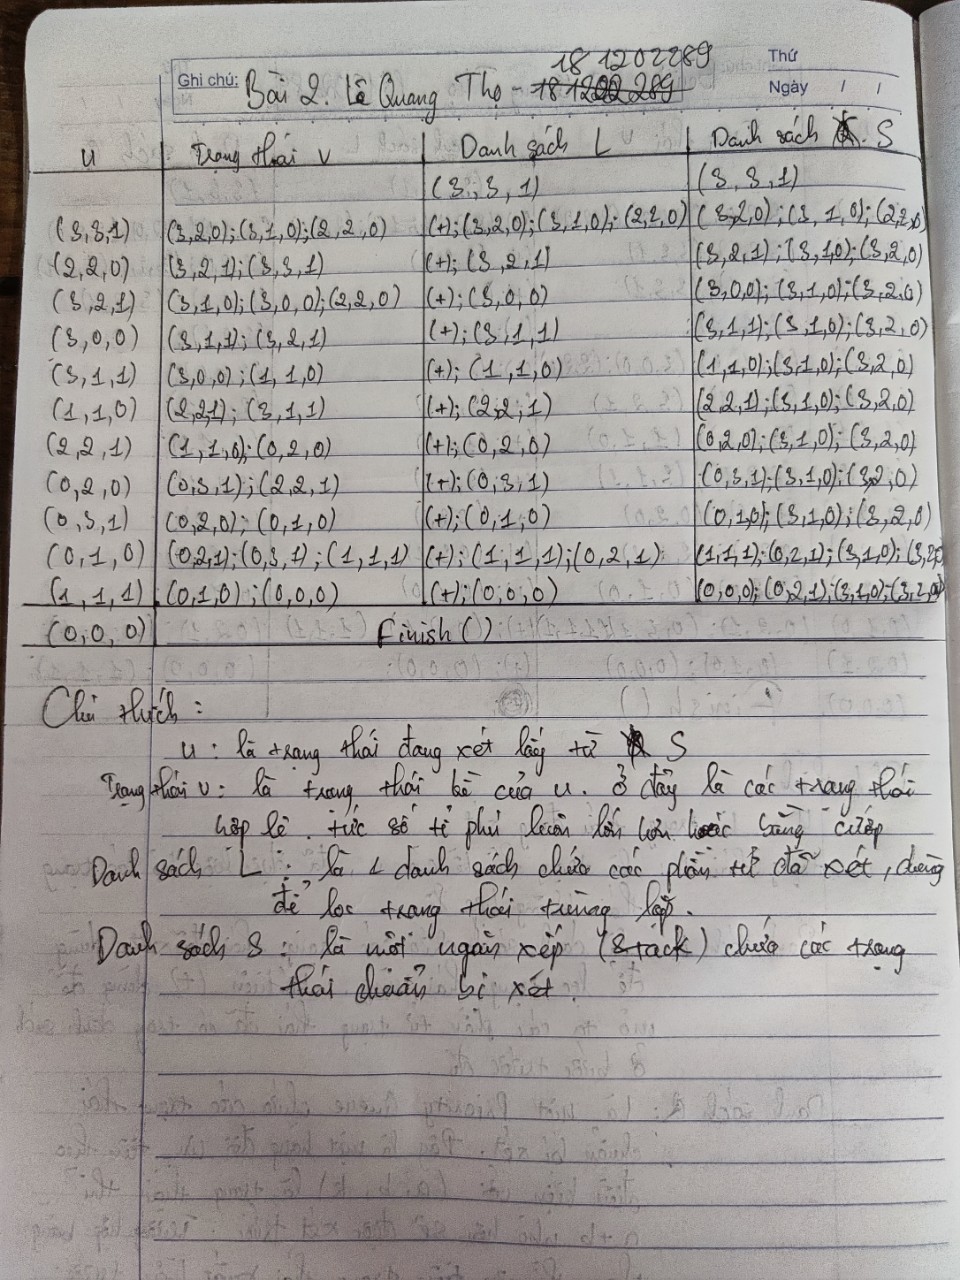 Thứ
Ghi chú: Bài 2. Lê Quang Thọ - 181202289
Ngày / /
u Trạng thái v Danh sách L Danh sách S
(3,3,1) (3,3,1)
(3,3,1) (3,2,0);(3,1,0);(2,2,0) (+);(3,2,0);(3,1,0);(2,2,0) (3,2,0);(3,1,0);(2,2,0)
(2,2,0) (3,2,1);(3,3,1) (+);(3,2,1) (3,2,1);(3,1,0);(3,2,0)
(3,2,1) (3,1,0);(3,0,0);(2,2,0) (+);(3,0,0) (3,0,0);(3,1,0);(3,2,0)
(3,0,0) (3,1,1);(3,2,1) (+);(3,1,1) (3,1,1);(3,1,0);(3,2,0)
(3,1,1) (3,0,0);(1,1,0) (+);(1,1,0) (1,1,0);(3,1,0);(3,2,0)
(1,1,0) (2,2,1);(3,1,1) (+);(2,2,1) (2,2,1);(3,1,0);(3,2,0)
(2,2,1) (1,1,0);(0,2,0) (+);(0,2,0) (0,2,0);(3,1,0);(3,2,0)
(0,2,0) (0,3,1);(2,2,1) (+);(0,3,1) (0,3,1);(3,1,0);(3,2,0)
(0,3,1) (0,2,0);(0,1,0) (+);(0,1,0) (0,1,0);(3,1,0);(3,2,0)
(0,1,0) (0,2,1);(0,3,1);(1,1,1) (+);(1,1,1);(0,2,1) (1,1,1);(0,2,1);(3,1,0);(3,2,0)
(1,1,1) (0,1,0);(0,0,0) (+);(0,0,0) (0,0,0);(0,2,1);(3,1,0);(3,2,0)
(0,0,0) Finish()
Chú thích:
u: là trạng thái đang xét lấy từ S
Trạng thái v: là trạng thái kề của u. ở đây là các trạng thái
hợp lệ. tức số tỉ phú luôn lớn hơn hoặc bằng cướp
Danh sách L: là 1 danh sách chứa các phần tử đã xét, dùng
để lọc trạng thái trùng lặp.
Danh sách S: là một ngăn xếp (Stack) chứa các trạng
thái chuẩn bị xét.